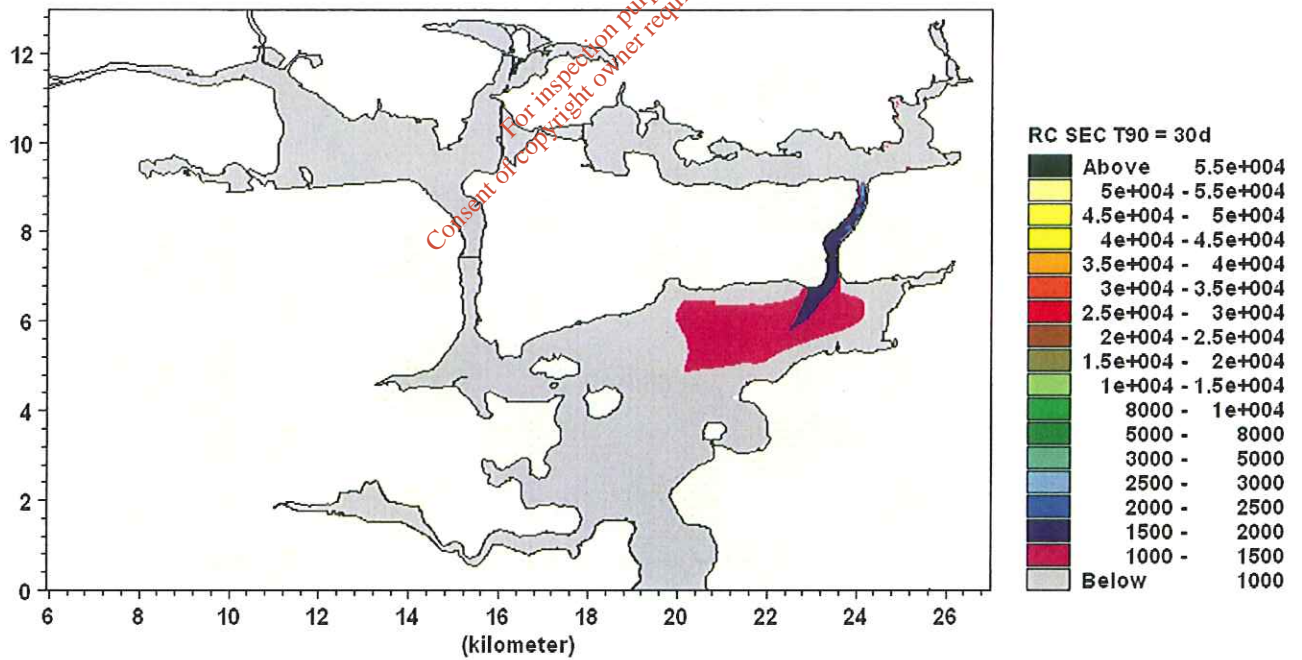 For inspection pur
Consent of copyright owner requi
12
10
8
6
4
2
0
6
8
10
12
14
16
18
20
22
24
26
(kilometer)
RC SEC T90 = 30d
Above 5.5e+004
5e+004 - 5.5e+004
4.5e+004 - 5e+004
4e+004 - 4.5e+004
3.5e+004 - 4e+004
3e+004 - 3.5e+004
2.5e+004 - 3e+004
2e+004 - 2.5e+004
1.5e+004 - 2e+004
1e+004 - 1.5e+004
8000 - 1e+004
5000 - 8000
3000 - 5000
2500 - 3000
2000 - 2500
1500 - 2000
1000 - 1500
Below 1000